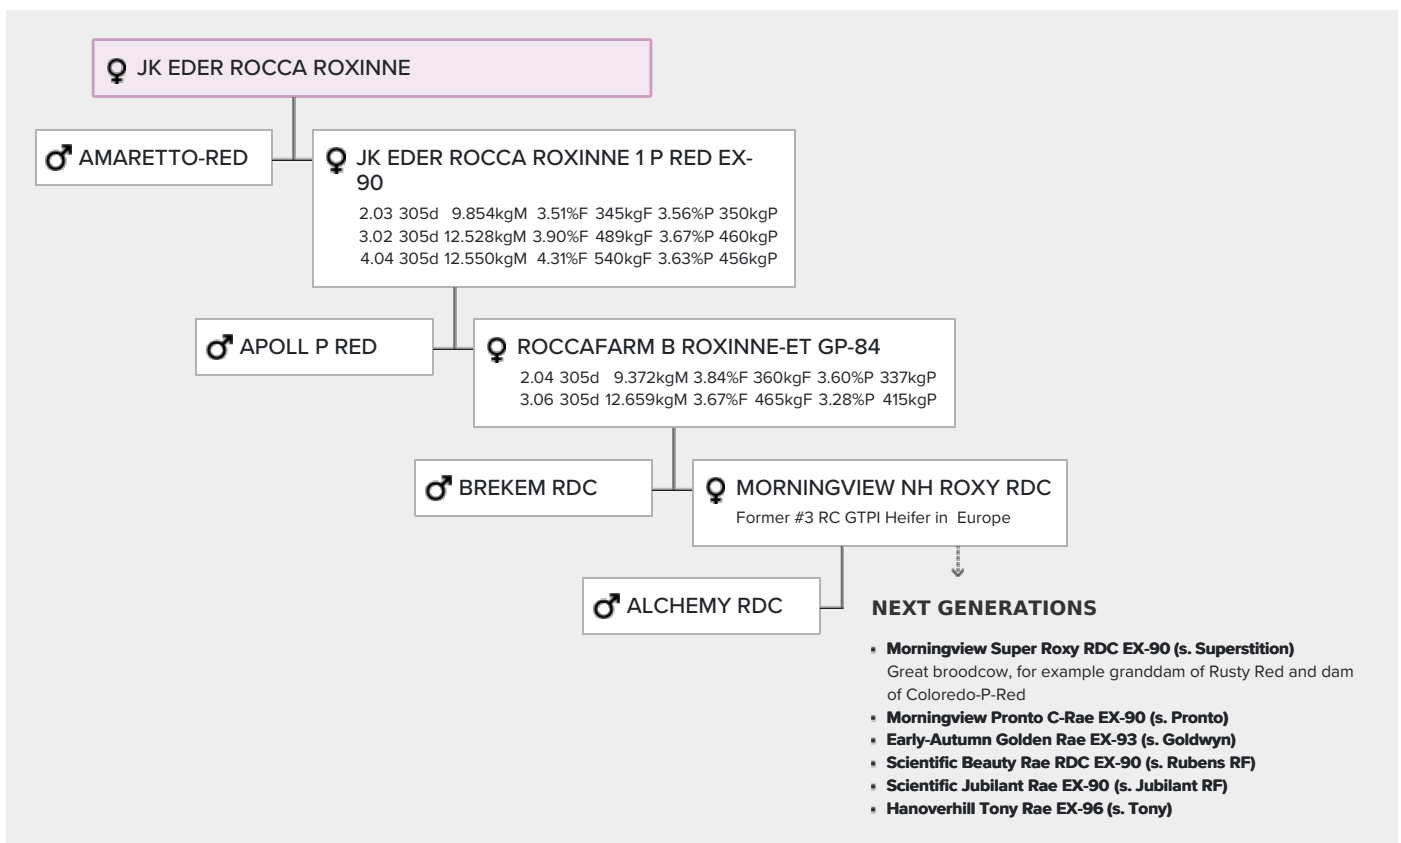 JK EDER ROCCA ROXINNE
AMARETTO-RED
JK EDER ROCCA ROXINNE 1 P RED EX-
90
2.03 305d 9.854kgM 3.51%F 345kgF 3.56%P 350kgP
3.02 305d 12.528kgM 3.90%F 489kgF 3.67%P 460kgP
4.04 305d 12.550kgM 4.31%F 540kgF 3.63%P 456kgP
APOLL P RED
ROCCAFARM B ROXINNE-ET GP-84
2.04 305d 9.372kgM 3.84%F 360kgF 3.60%P 337kgP
3.06 305d 12.659kgM 3.67%F 465kgF 3.28%P 415kgP
BREKEM RDC
MORNINGVIEW NH ROXY RDC
Former #3 RC GTPI Heifer in Europe
ALCHEMY RDC
NEXT GENERATIONS
▪ Morningview Super Roxy RDC EX-90 (s. Superstition)
Great broodcow, for example granddam of Rusty Red and dam
of Coloredo-P-Red
▪ Morningview Pronto C-Rae EX-90 (s. Pronto)
▪ Early-Autumn Golden Rae EX-93 (s. Goldwyn)
▪ Scientific Beauty Rae RDC EX-90 (s. Rubens RF)
▪ Scientific Jubilant Rae EX-90 (s. Jubilant RF)
▪ Hanoverhill Tony Rae EX-96 (s. Tony)